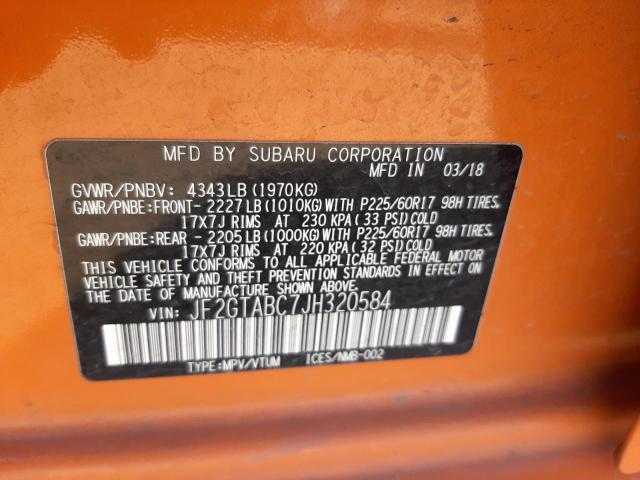 MFD BY SUBARU CORPORATION
MFD IN 03/18
GVWR/PNBV: 4343LB (1970KG)
GAWR/PNBE:FRONT- 2227LB (1010KG) WITH P225/60R17 98H TIRES,
17X7J RIMS AT 230 KPA (33 PSI) COLD
GAWR/PNBE:REAR - 2205LB (1000KG) WITH P225/60R17 98H TIRES,
17X7J RIMS AT 220 KPA (32 PSI) COLD
THIS VEHICLE CONFORMS TO ALL APPLICABLE FEDERAL MOTOR
VEHICLE SAFETY AND THEFT PREVENTION STANDARDS IN EFFECT ON
THE DATE OF MANUFACTURE SHOWN ABOVE.
VIN: JF2GTABC7JH320584
TYPE:MPV/VTUM ICES/NMB-002